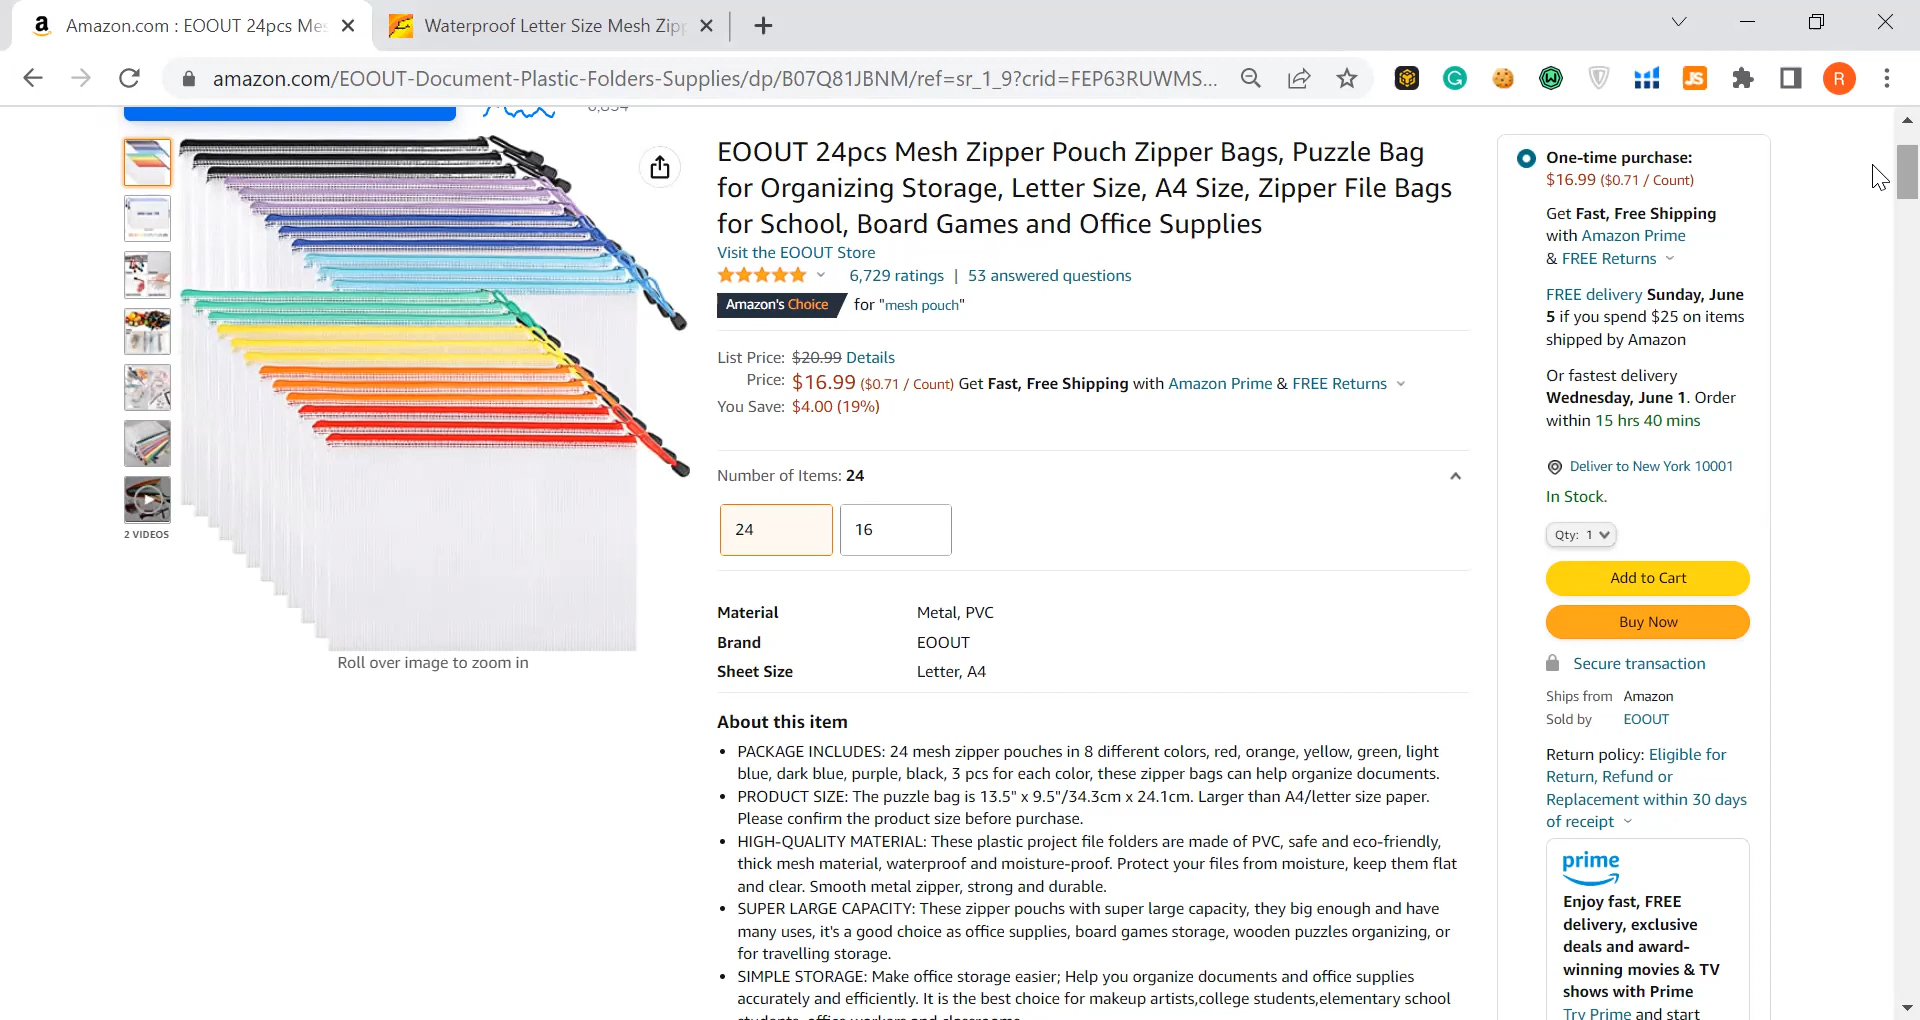 a Amazon.com : EOOUT 24pcs Mes
Waterproof Letter Size Mesh Zipp
amazon.com/EOOUT-Document-Plastic-Folders-Supplies/dp/B07Q81JBNM/ref=sr_1_9?crid=FEP63RUWMS...
G
JS
R
EOOUT 24pcs Mesh Zipper Pouch Zipper Bags, Puzzle Bag
for Organizing Storage, Letter Size, A4 Size, Zipper File Bags
for School, Board Games and Office Supplies
Visit the EOOUT Store
6,729 ratings | 53 answered questions
Amazon's Choice for "mesh pouch"
List Price: $20.99 Details
Price: $16.99 ($0.71 / Count) Get Fast, Free Shipping with Amazon Prime & FREE Returns
You Save: $4.00 (19%)
Number of Items: 24
24
16
Material Metal, PVC
Brand EOOUT
Sheet Size Letter, A4
About this item
• PACKAGE INCLUDES: 24 mesh zipper pouches in 8 different colors, red, orange, yellow, green, light
blue, dark blue, purple, black, 3 pcs for each color, these zipper bags can help organize documents.
• PRODUCT SIZE: The puzzle bag is 13.5" x 9.5"/34.3cm x 24.1cm. Larger than A4/letter size paper.
Please confirm the product size before purchase.
• HIGH-QUALITY MATERIAL: These plastic project file folders are made of PVC, safe and eco-friendly,
thick mesh material, waterproof and moisture-proof. Protect your files from moisture, keep them flat
and clear. Smooth metal zipper, strong and durable.
• SUPER LARGE CAPACITY: These zipper pouchs with super large capacity, they big enough and have
many uses, it's a good choice as office supplies, board games storage, wooden puzzles organizing, or
for travelling storage.
• SIMPLE STORAGE: Make office storage easier; Help you organize documents and office supplies
accurately and efficiently. It is the best choice for makeup artists,college students,elementary school
2 VIDEOS
Roll over image to zoom in
One-time purchase:
$16.99 ($0.71 / Count)
Get Fast, Free Shipping
with Amazon Prime
& FREE Returns
FREE delivery Sunday, June
5 if you spend $25 on items
shipped by Amazon
Or fastest delivery
Wednesday, June 1. Order
within 15 hrs 40 mins
Deliver to New York 10001
In Stock.
Qty: 1
Add to Cart
Buy Now
Secure transaction
Ships from Amazon
Sold by EOOUT
Return policy: Eligible for
Return, Refund or
Replacement within 30 days
of receipt
prime
Enjoy fast, FREE
delivery, exclusive
deals and award-
winning movies & TV
shows with Prime
Try Prime and start